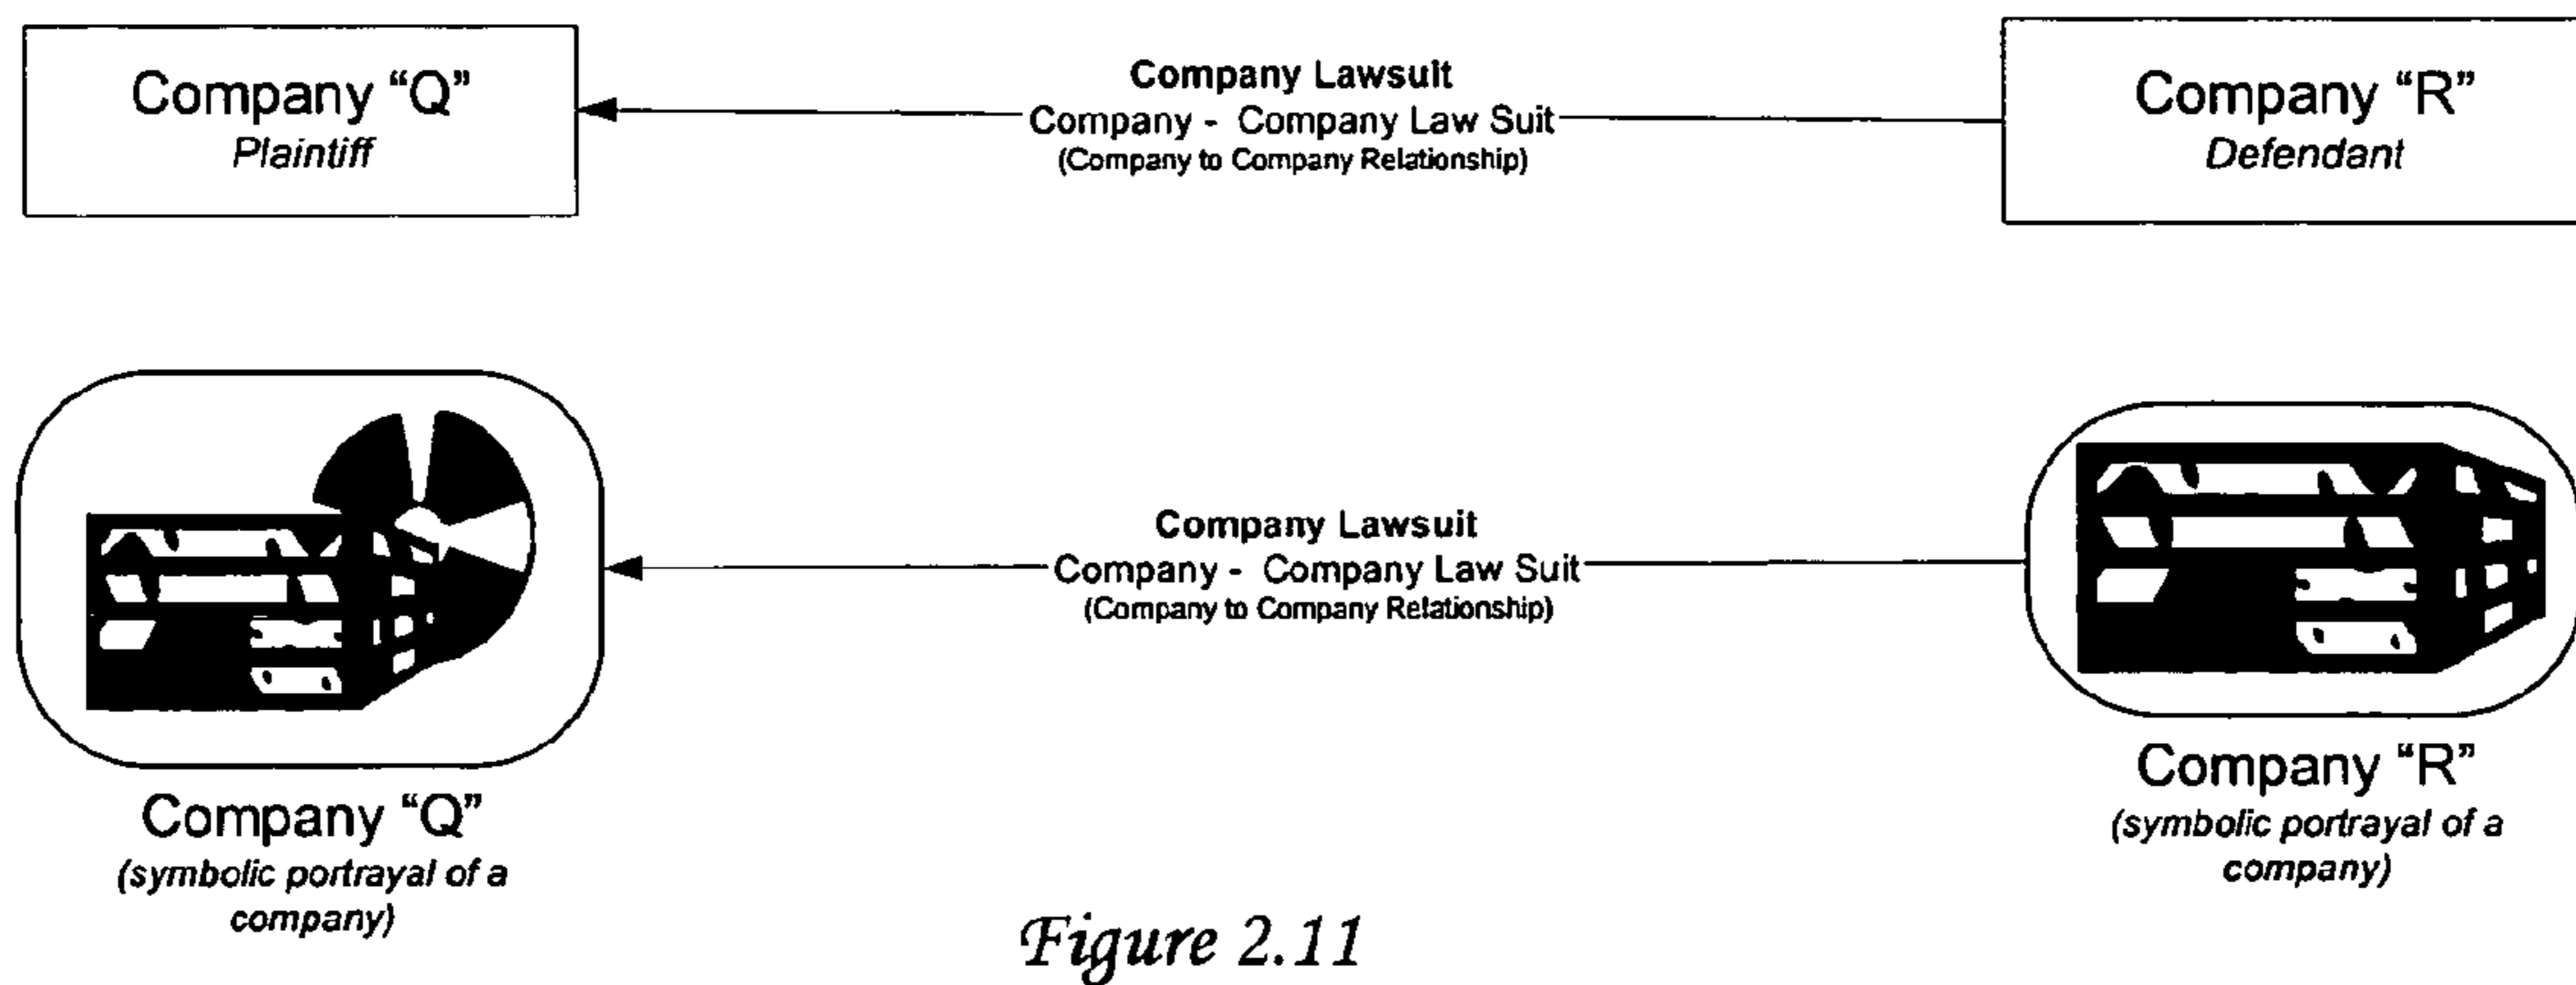 Company “Q”
Plaintiff
Company Lawsuit
Company - Company Law Suit
(Company to Company Relationship)
Company “R”
Defendant
Company Lawsuit
Company - Company Law Suit
(Company to Company Relationship)
Company “Q”
(symbolic portrayal of a
company)
Company “R”
(symbolic portrayal of a
company)
Figure 2.11